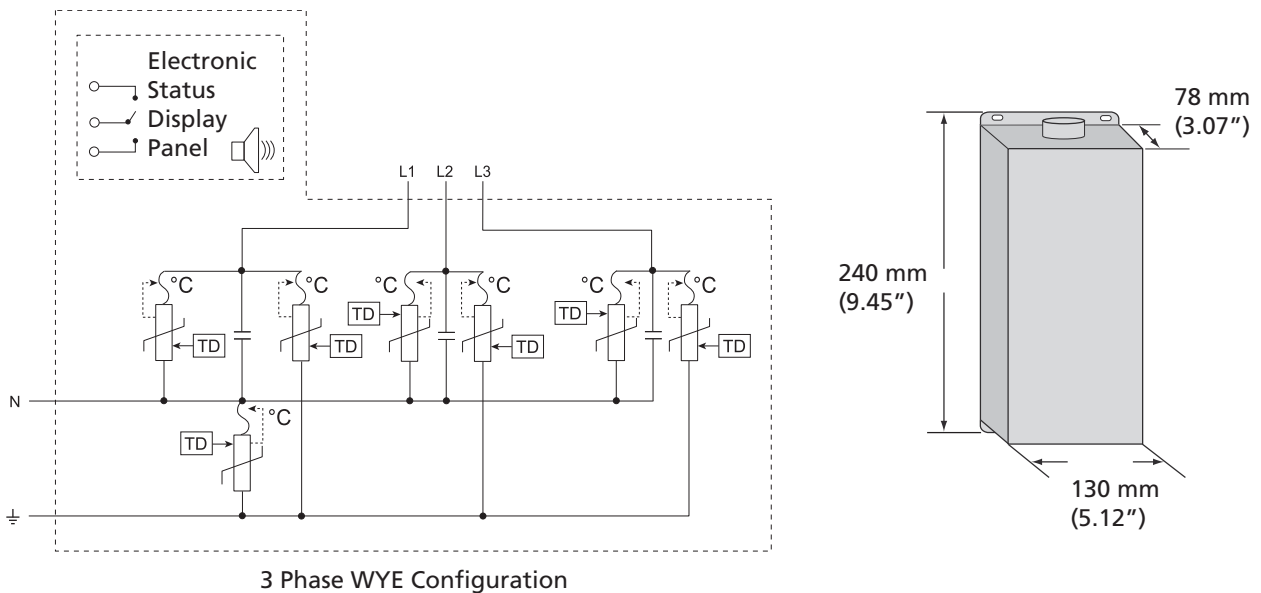 Electronic
Status
Display
Panel
L1 L2 L3
°C °C °C °C °C °C
TD TD
TD TD TD TD
N
°C
TD
3 Phase WYE Configuration
78 mm
(3.07″)
240 mm
(9.45″)
130 mm
(5.12″)